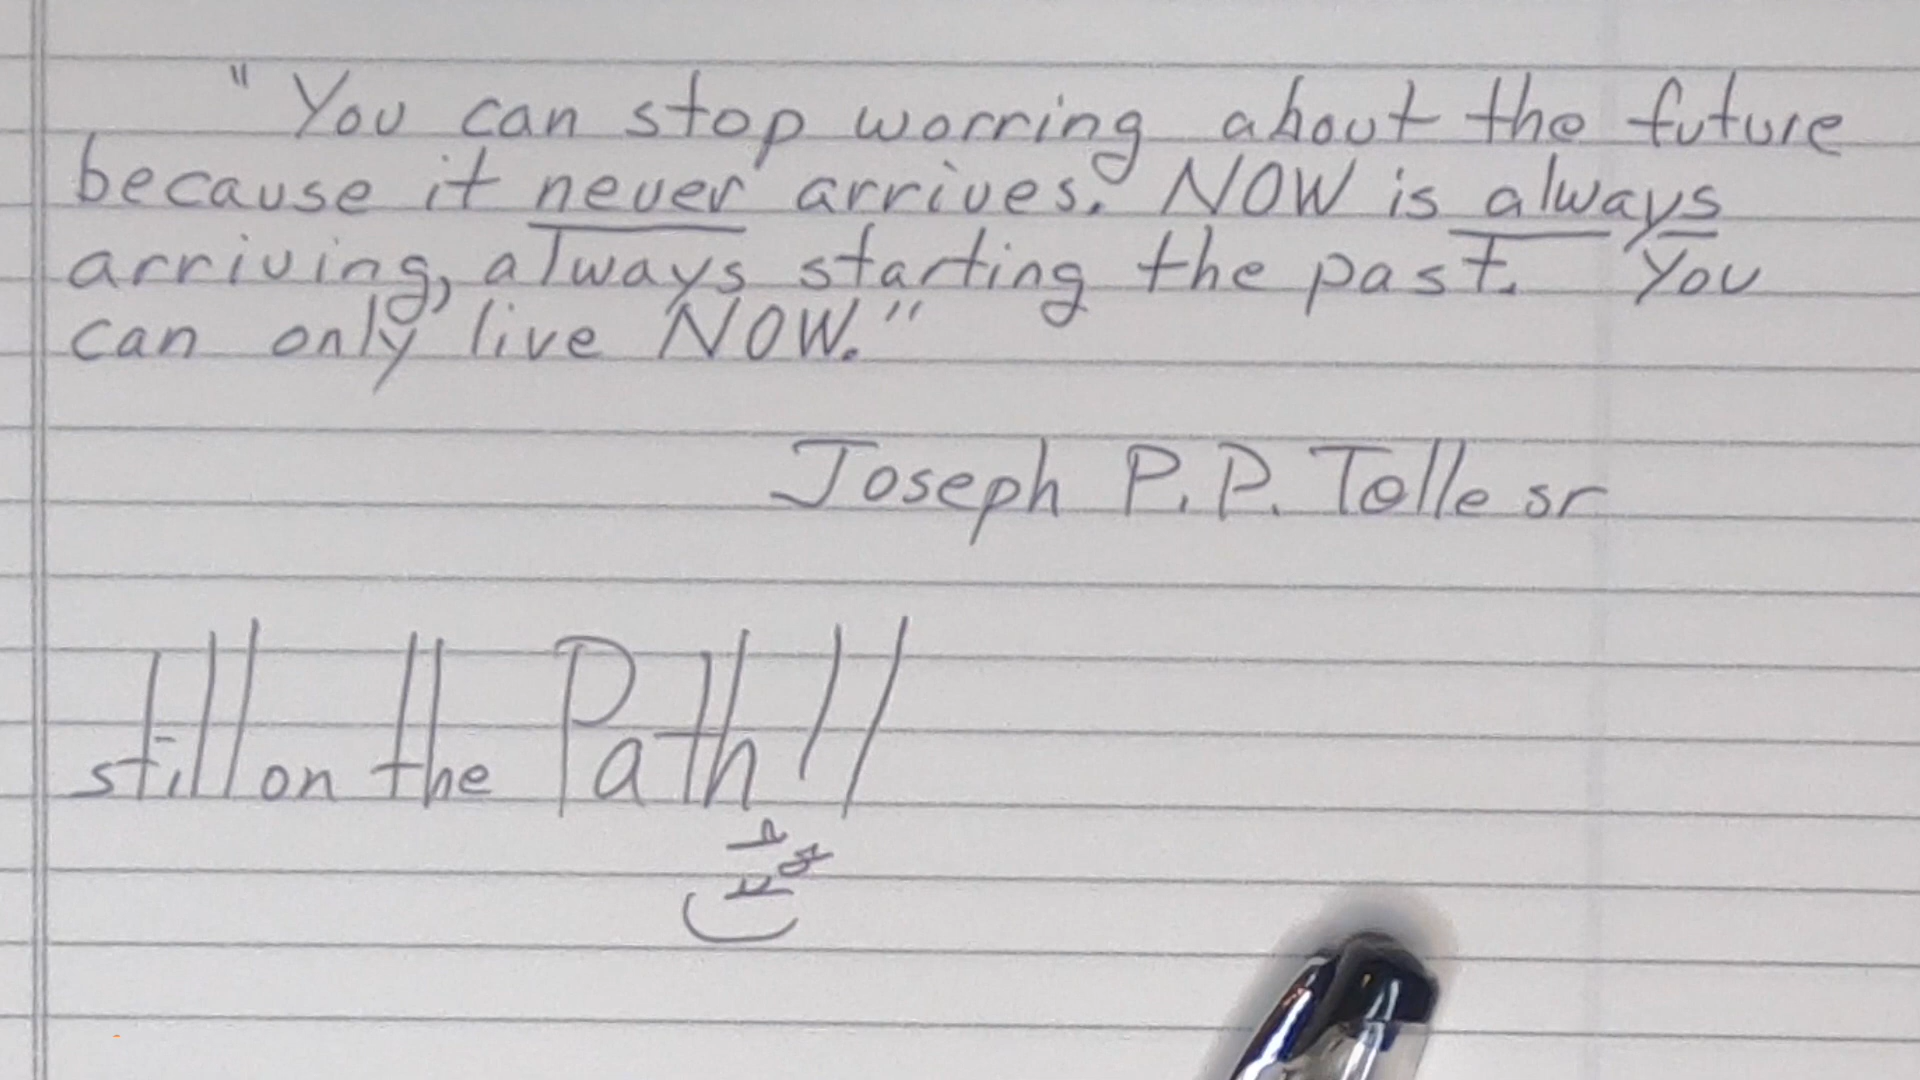 "You can stop worring about the future
because it never arrives. NOW is always
arriving, always starting the past. You
can only live NOW."
Joseph P. P. Tolle sr
still on the Path!!